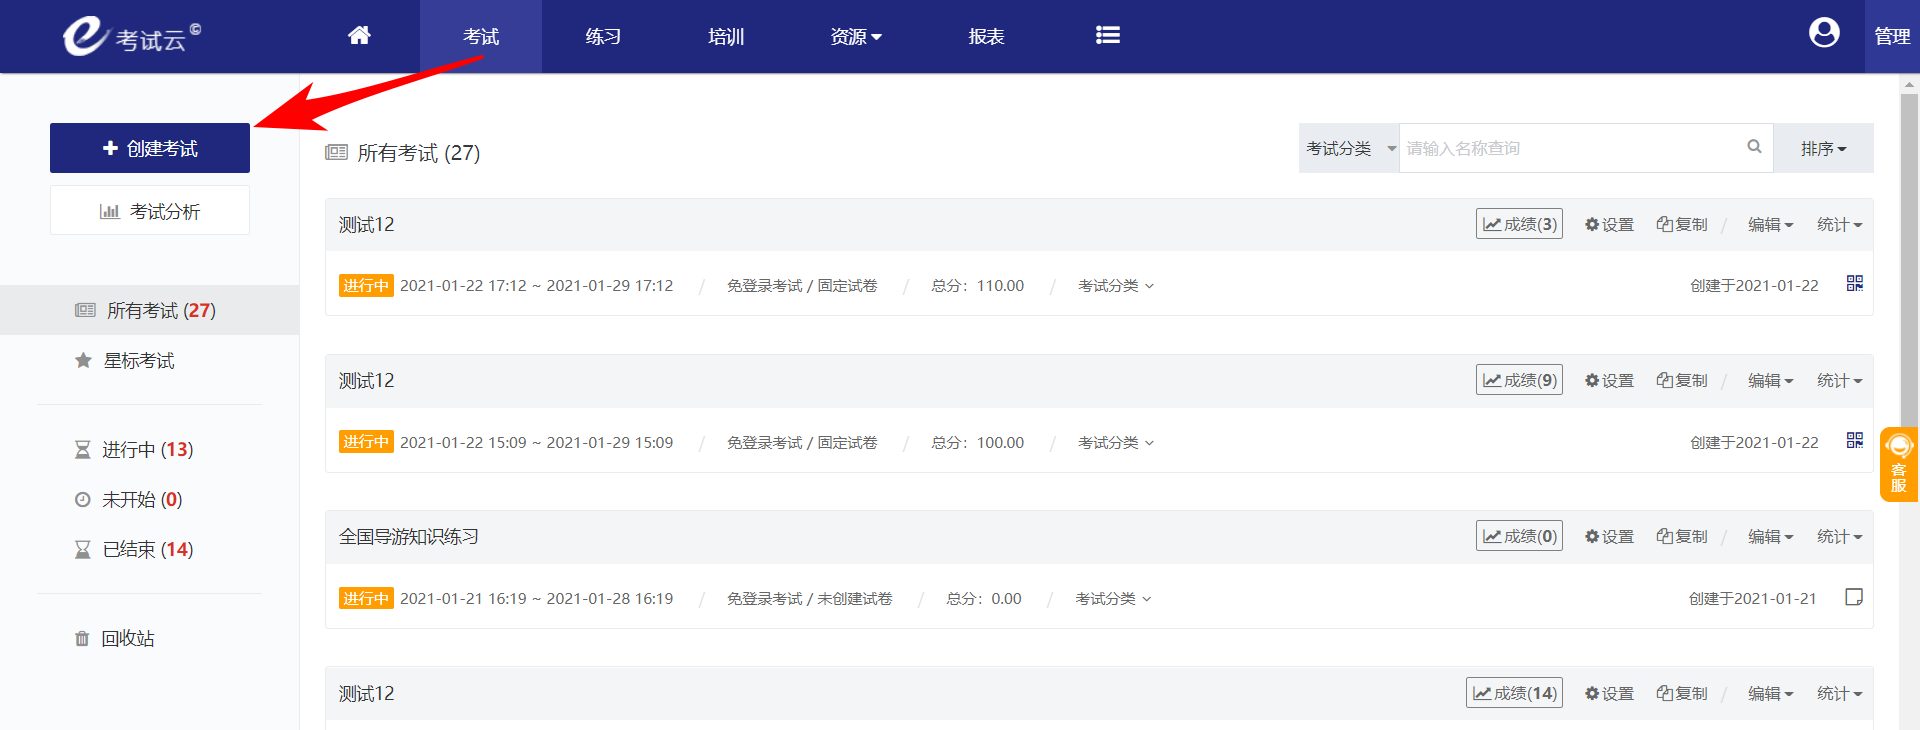 考试云©
考试 练习 培训 资源 报表 管理
创建考试
考试分析
所有考试 (27)
星标考试
进行中 (13)
未开始 (0)
已结束 (14)
回收站
所有考试 (27)
考试分类 请输入名称查询 排序
测试12 成绩(3) 设置 复制 / 编辑 统计
进行中 2021-01-22 17:12 ~ 2021-01-29 17:12 / 免登录考试 / 固定试卷 / 总分：110.00 / 考试分类 创建于2021-01-22
测试12 成绩(9) 设置 复制 / 编辑 统计
进行中 2021-01-22 15:09 ~ 2021-01-29 15:09 / 免登录考试 / 固定试卷 / 总分：100.00 / 考试分类 创建于2021-01-22
全国导游知识练习 成绩(0) 设置 复制 / 编辑 统计
进行中 2021-01-21 16:19 ~ 2021-01-28 16:19 / 免登录考试 / 未创建试卷 / 总分：0.00 / 考试分类 创建于2021-01-21
测试12 成绩(14) 设置 复制 / 编辑 统计
客服